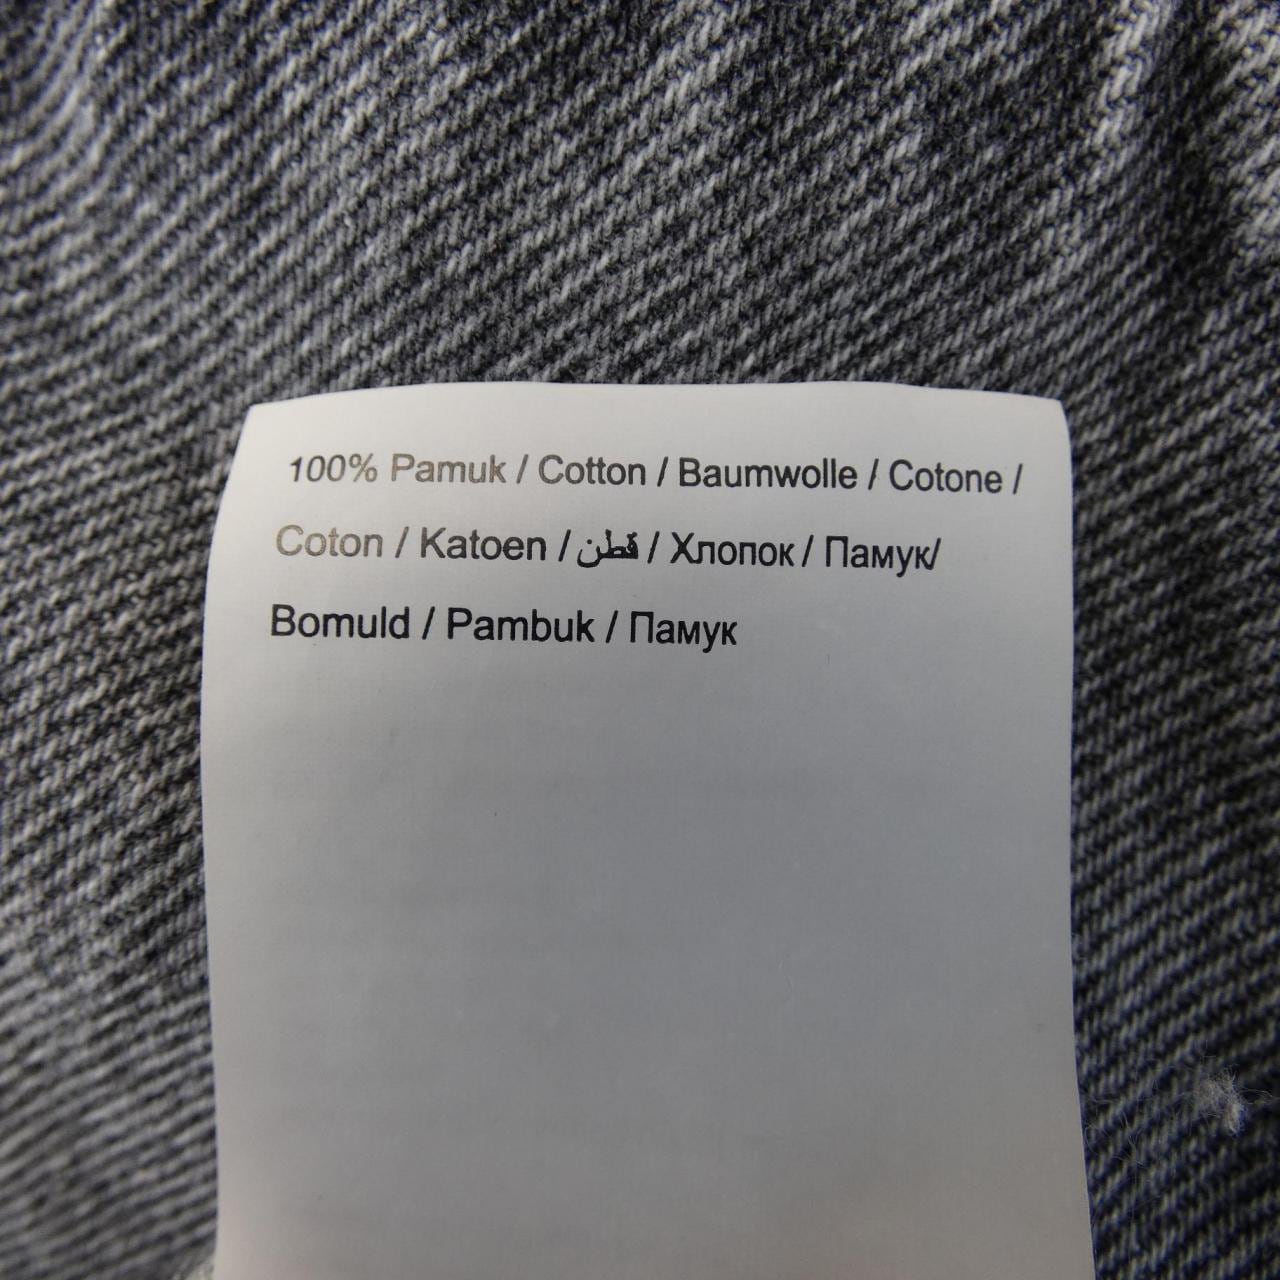 100% Pamuk / Cotton / Baumwolle / Cotone /
Coton / Katoen / قطن / Хлопок / Памук/
Bomuld / Pambuk / Памук